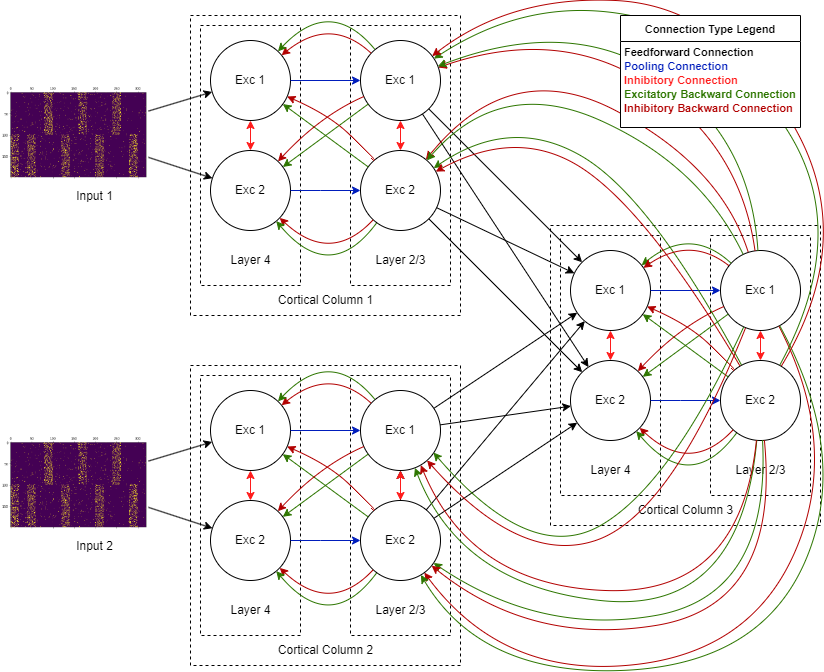 Connection Type Legend
Feedforward Connection
Pooling Connection
Inhibitory Connection
Excitatory Backward Connection
Inhibitory Backward Connection
Exc 1
Exc 1
Exc 2
Exc 2
Layer 4
Layer 2/3
Cortical Column 1
Input 1
Exc 1
Exc 1
Exc 2
Exc 2
Layer 4
Layer 2/3
Cortical Column 3
Exc 1
Exc 1
Exc 2
Exc 2
Layer 4
Layer 2/3
Cortical Column 2
Input 2